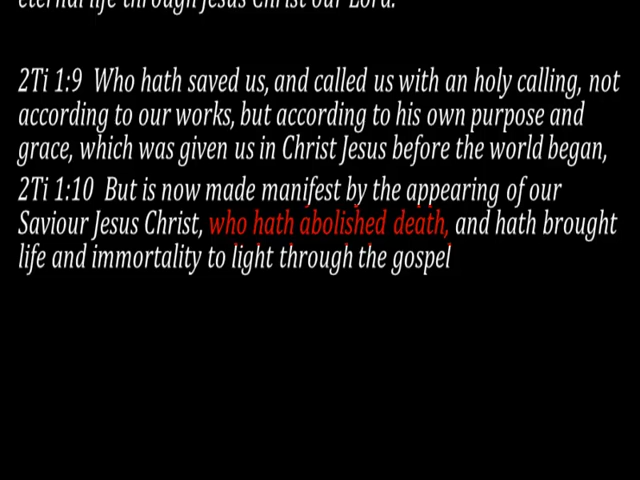 eternal life through Jesus Christ our Lord.
2Ti 1:9 Who hath saved us, and called us with an holy calling, not
according to our works, but according to his own purpose and
grace, which was given us in Christ Jesus before the world began,
2Ti 1:10 But is now made manifest by the appearing of our
Saviour Jesus Christ, who hath abolished death, and hath brought
life and immortality to light through the gospel